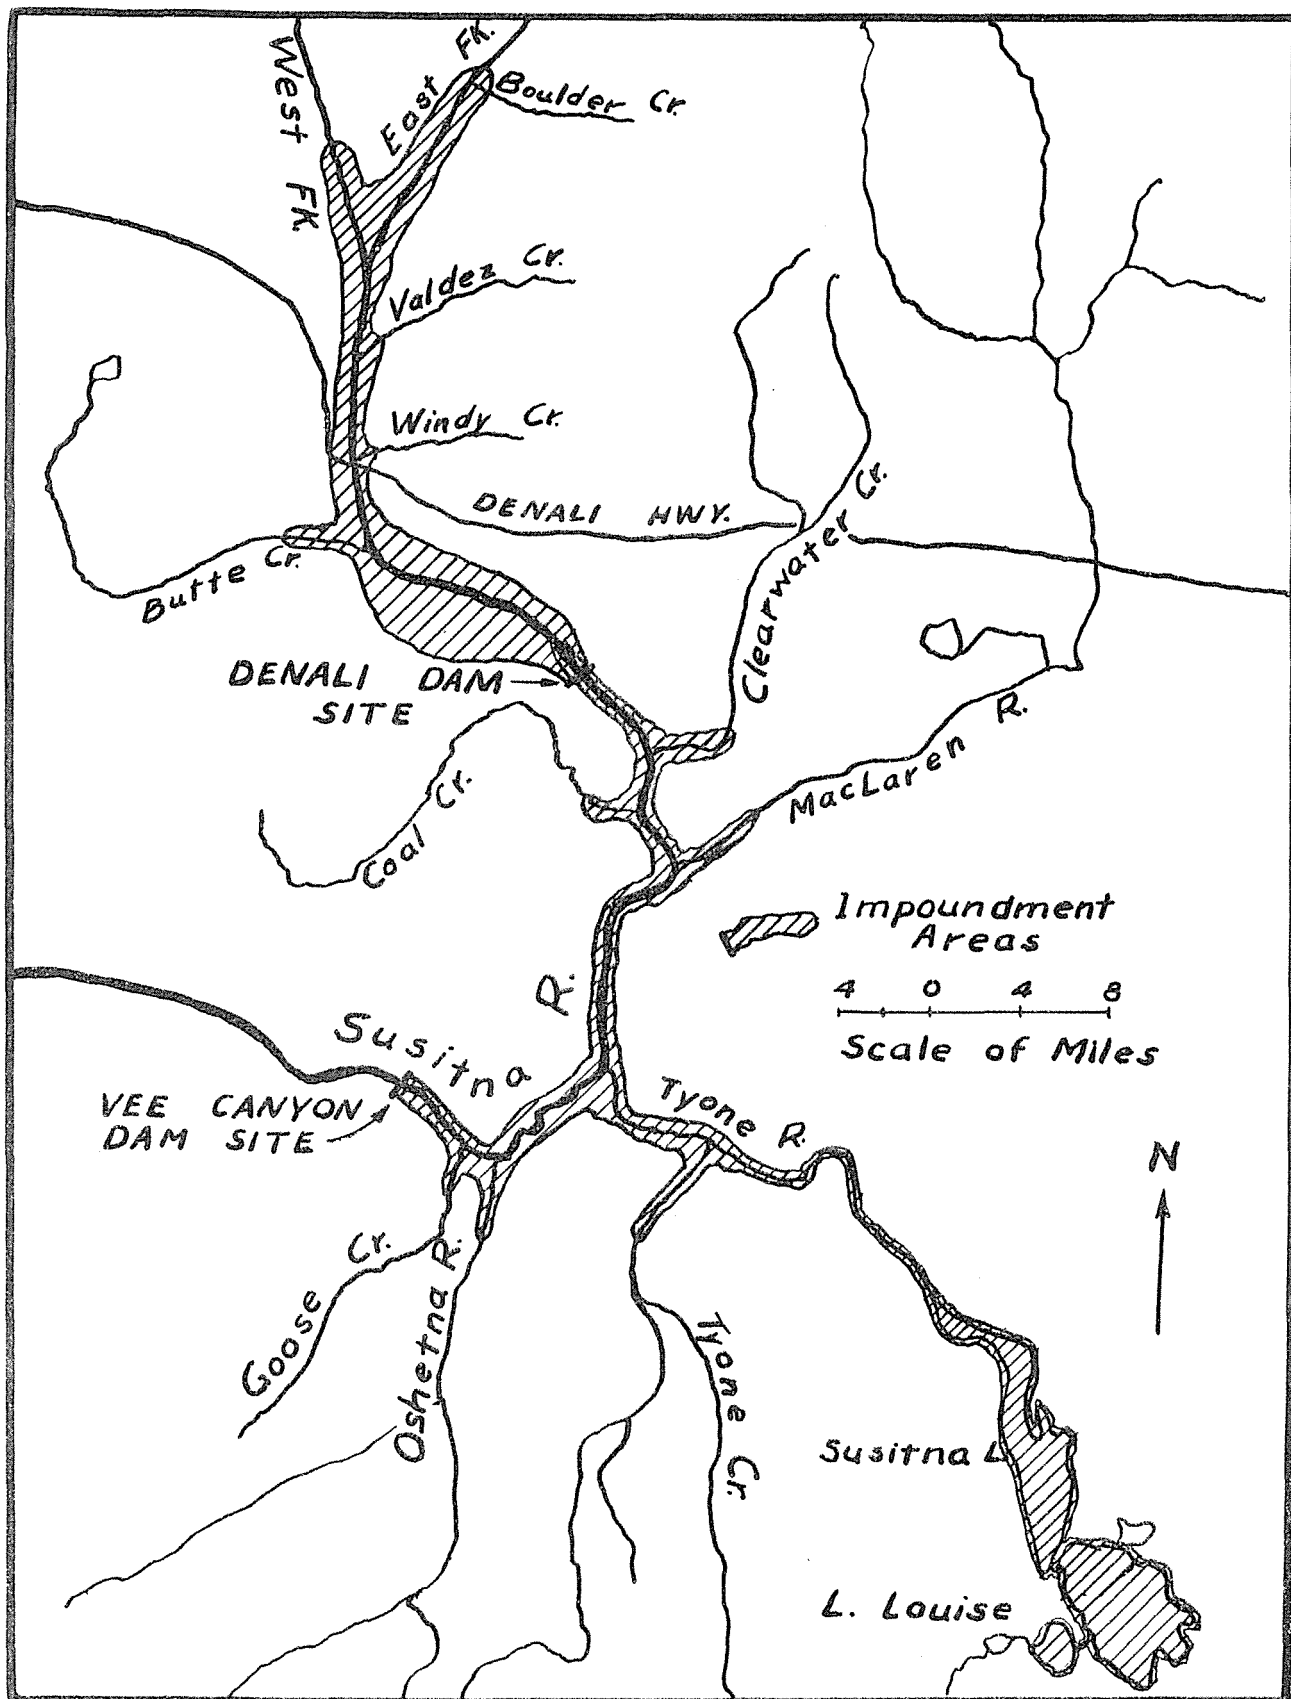 West FK.
East FK.
Boulder Cr.
Valdez Cr.
Windy Cr.
DENALI HWY.
Butte Cr.
Clearwater Cr.
DENALI DAM
SITE
MacLaren R.
Coal Cr.
Impoundment
Areas
4 0 4 8
Scale of Miles
Susitna R.
VEE CANYON
DAM SITE
Tyone R.
N
Goose Cr.
Oshetna R.
Tyone Cr.
Susitna L.
L. Louise